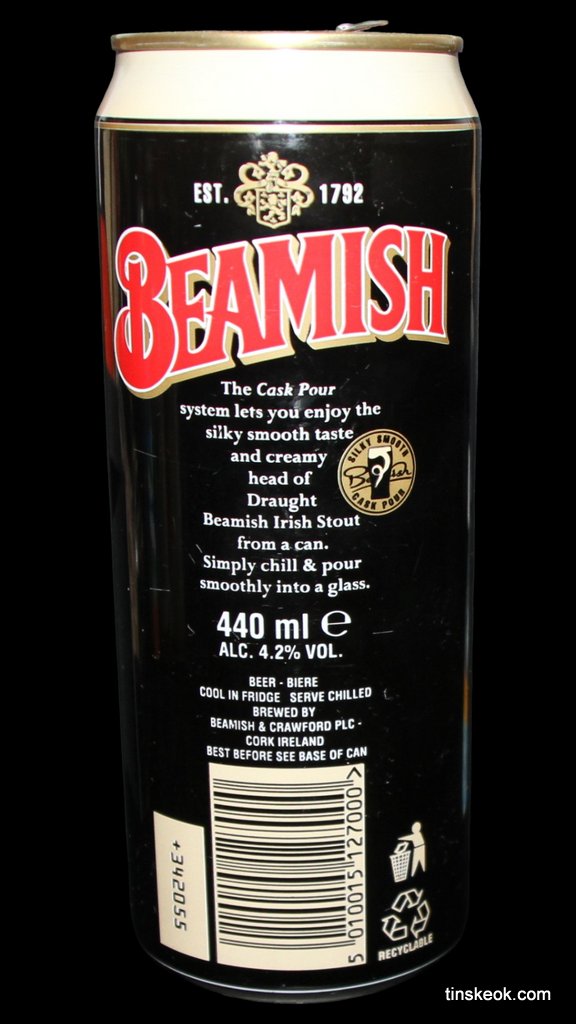 EST. 1792
BEAMISH
The Cask Pour
system lets you enjoy the
silky smooth taste
and creamy
head of
Draught
Beamish Irish Stout
from a can.
Simply chill & pour
smoothly into a glass.
SILKY SMOOTH
CASK POUR
440 ml e
ALC. 4.2% VOL.
BEER - BIERE
COOL IN FRIDGE SERVE CHILLED
BREWED BY
BEAMISH & CRAWFORD PLC -
CORK IRELAND
BEST BEFORE SEE BASE OF CAN
5 010015 127000 >
+342055
RECYCLABLE
tinskeok.com